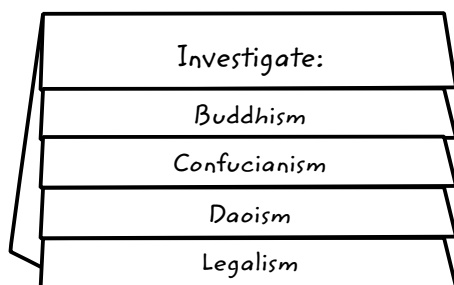 Investigate:
Buddhism
Confucianism
Daoism
Legalism